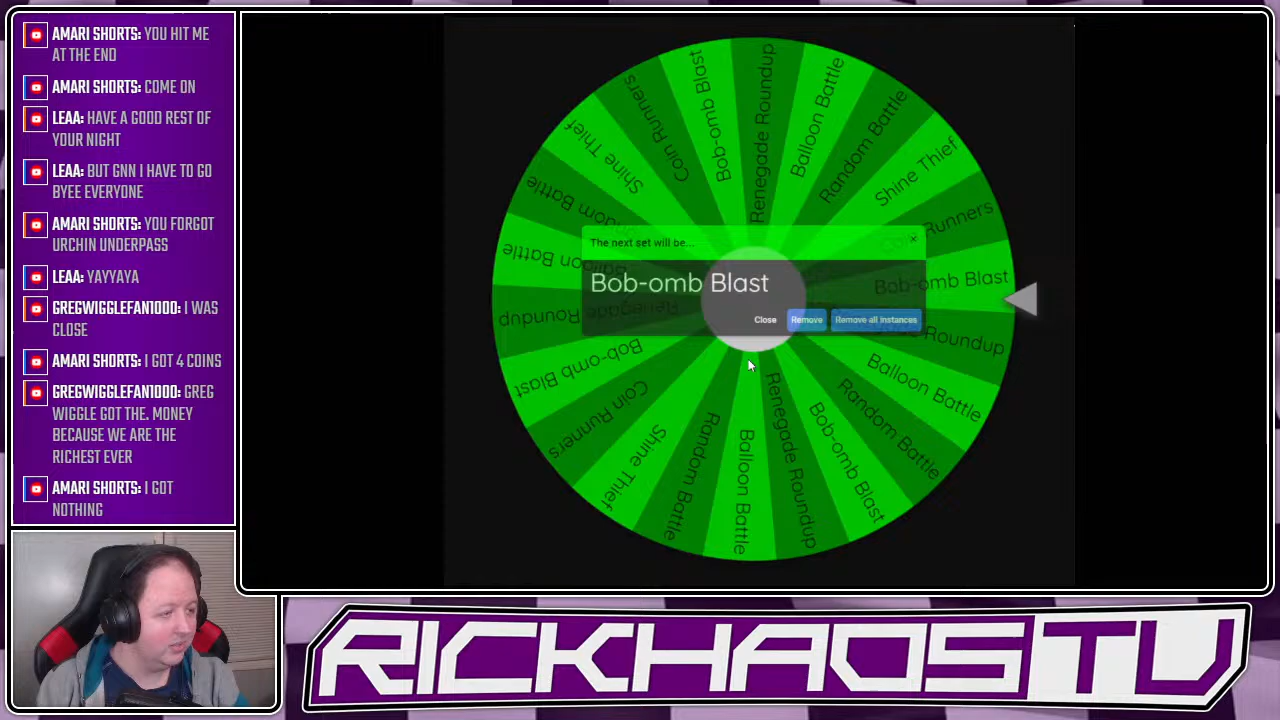 AMARI SHORTS: YOU HIT ME
AT THE END
AMARI SHORTS: COME ON
LEAA: HAVE A GOOD REST OF
YOUR NIGHT
LEAA: BUT GNN I HAVE TO GO
BYEE EVERYONE
AMARI SHORTS: YOU FORGOT
URCHIN UNDERPASS
LEAA: YAYYAYA
GREGWIGGLEFAN1000: I WAS
CLOSE
AMARI SHORTS: I GOT 4 COINS
GREGWIGGLEFAN1000: GREG
WIGGLE GOT THE. MONEY
BECAUSE WE ARE THE
RICHEST EVER
AMARI SHORTS: I GOT
NOTHING
Renegade Roundup
Balloon Battle
Random Battle
Shine Thief
Coin Runners
Bob-omb Blast
Renegade Roundup
Balloon Battle
Random Battle
Bob-omb Blast
Renegade Roundup
Balloon Battle
Random Battle
Shine Thief
Coin Runners
Bob-omb Blast
Renegade Roundup
Balloon Battle
Random Battle
Shine Thief
Coin Runners
Bob-omb Blast
The next set will be...
×
Bob-omb Blast
Close
Remove
Remove all instances
RICKHAOSTV